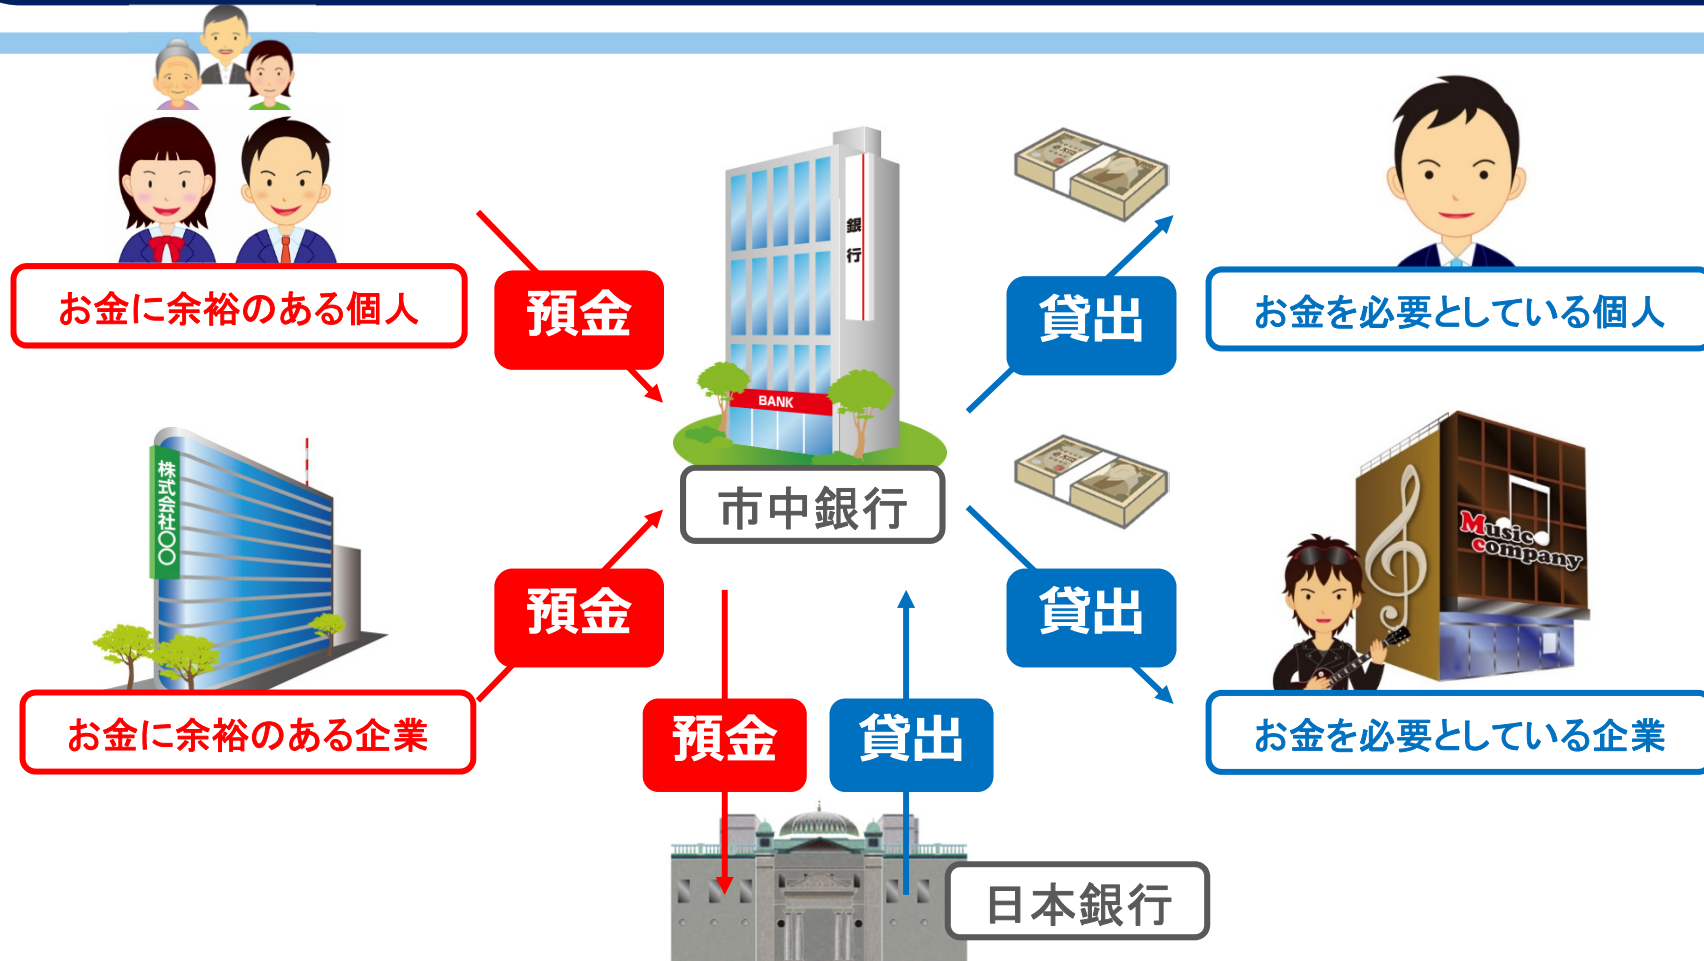 お金に余裕のある個人
預金
銀行
BANK
貸出
お金を必要としている個人
株式会社〇〇
市中銀行
Music company
預金
貸出
お金に余裕のある企業
預金
貸出
お金を必要としている企業
日本銀行